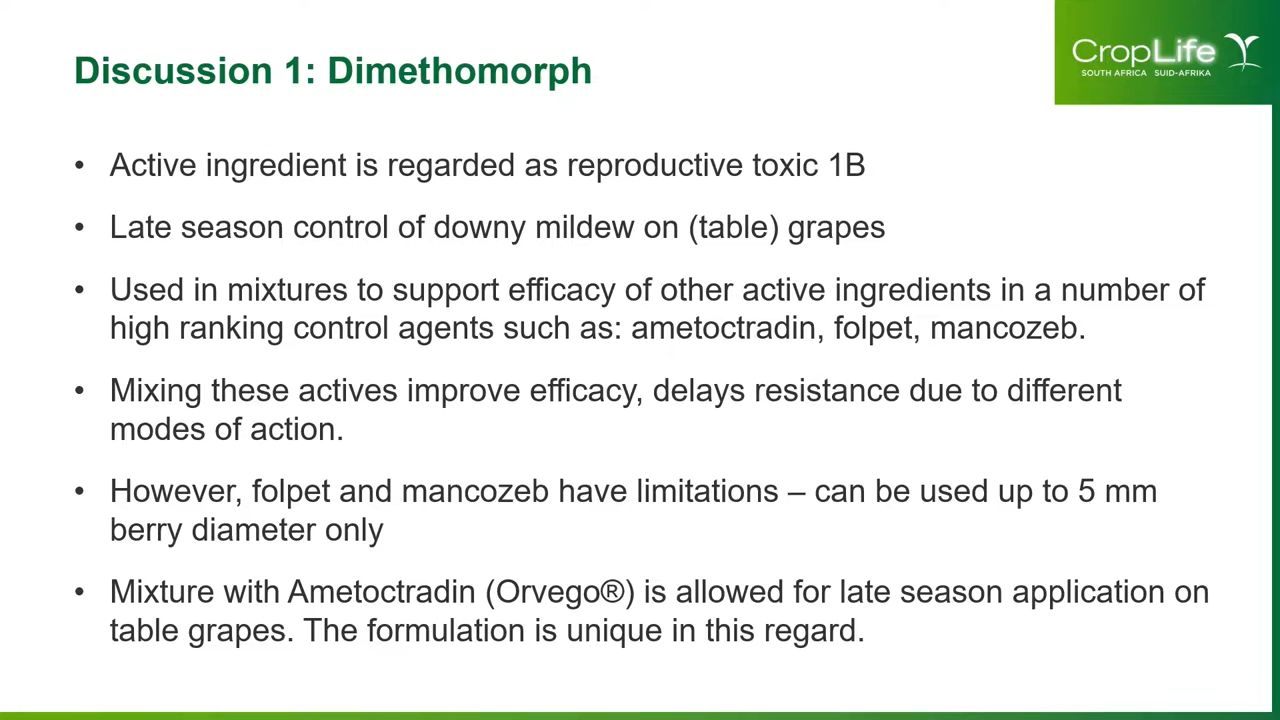 Discussion 1: Dimethomorph
CropLife
SOUTH AFRICA SUID-AFRIKA
• Active ingredient is regarded as reproductive toxic 1B
• Late season control of downy mildew on (table) grapes
• Used in mixtures to support efficacy of other active ingredients in a number of
high ranking control agents such as: ametoctradin, folpet, mancozeb.
• Mixing these actives improve efficacy, delays resistance due to different
modes of action.
• However, folpet and mancozeb have limitations – can be used up to 5 mm
berry diameter only
• Mixture with Ametoctradin (Orvego®) is allowed for late season application on
table grapes. The formulation is unique in this regard.